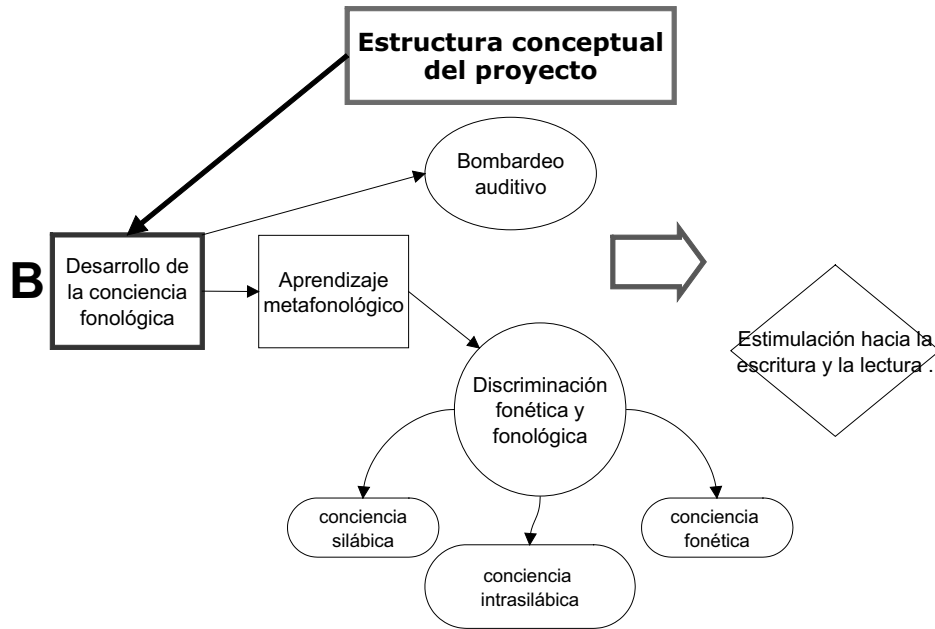 Estructura conceptual
del proyecto
Bombardeo
auditivo
B
Desarrollo de
la conciencia
fonológica
Aprendizaje
metafonológico
Estimulación hacia la
escritura y la lectura .
Discriminación
fonética y
fonológica
conciencia
silábica
conciencia
intrasilábica
conciencia
fonética